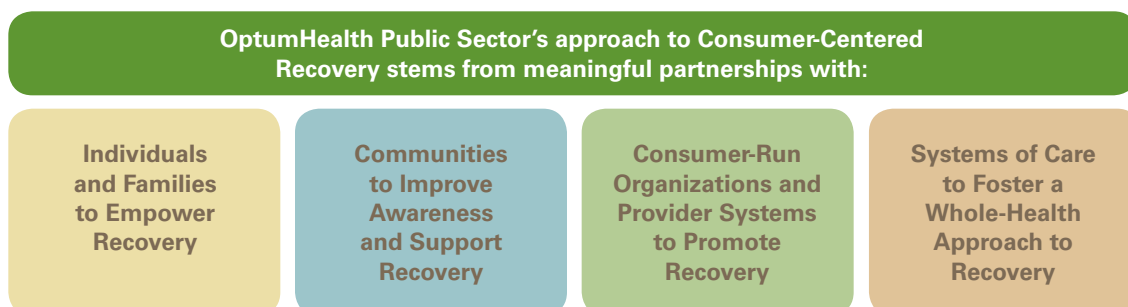 OptumHealth Public Sector’s approach to Consumer-Centered
Recovery stems from meaningful partnerships with:
Individuals
and Families
to Empower
Recovery
Communities
to Improve
Awareness
and Support
Recovery
Consumer-Run
Organizations and
Provider Systems
to Promote
Recovery
Systems of Care
to Foster a
Whole-Health
Approach to
Recovery